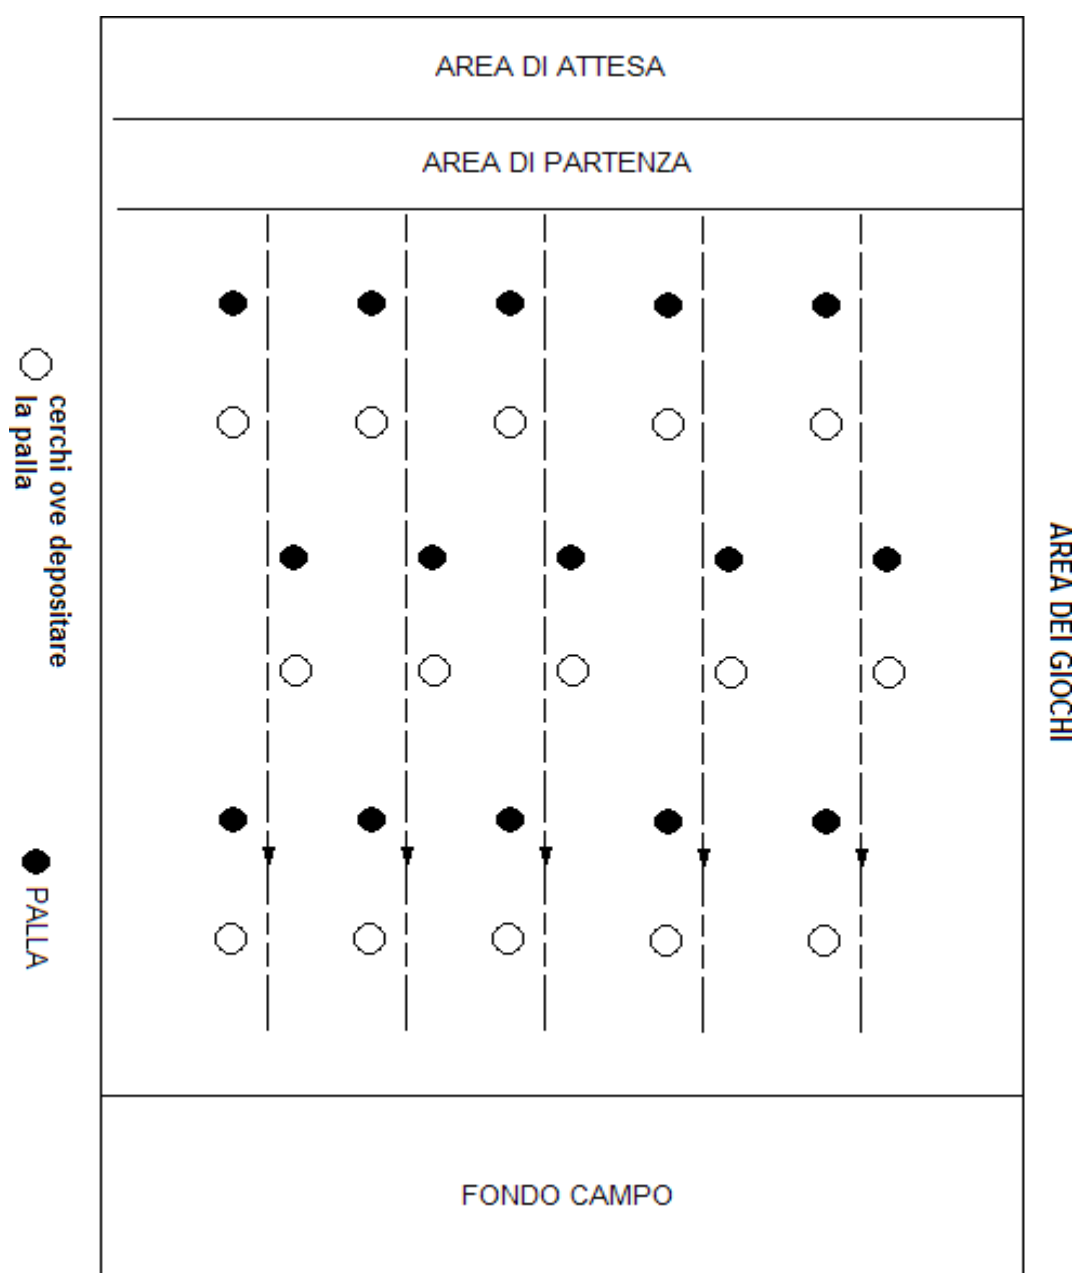 AREA DI ATTESA
AREA DI PARTENZA
cerchi ove depositare
la palla
PALLA
AREA DEI GIOCHI
FONDO CAMPO